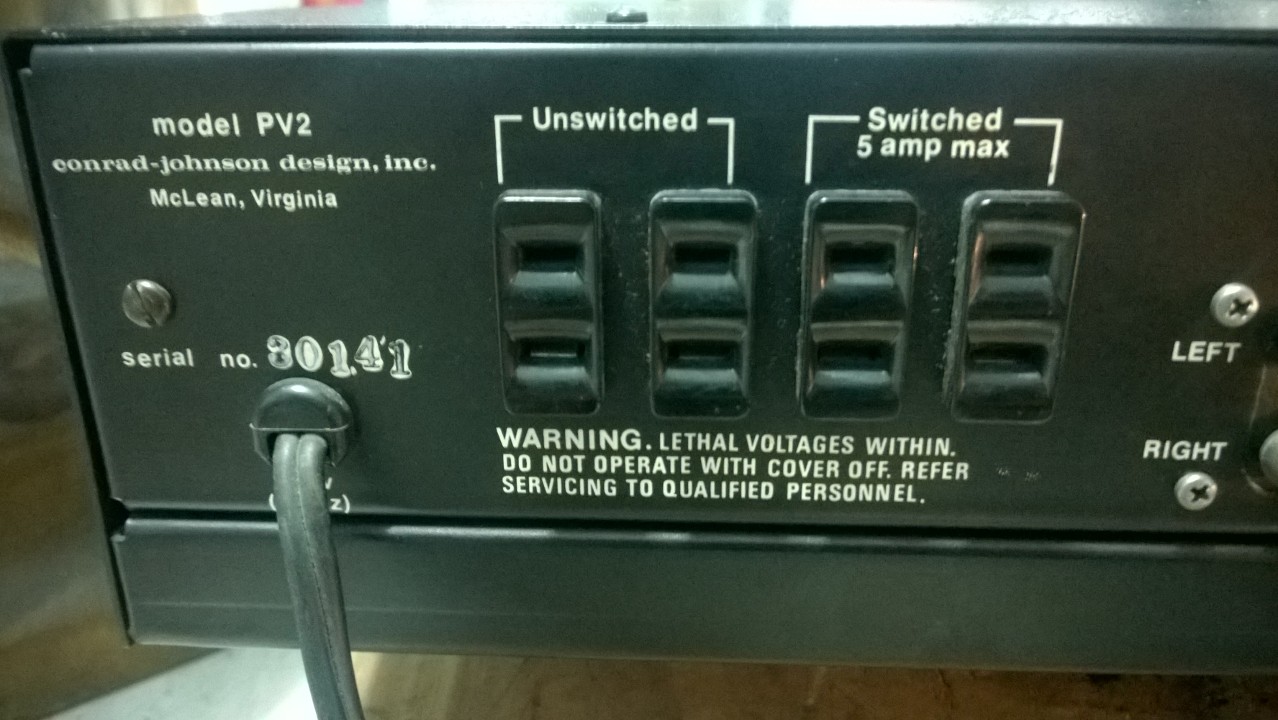 model PV2
conrad-johnson design, inc.
McLean, Virginia
serial no. 80141
Unswitched
Switched
5 amp max
WARNING. LETHAL VOLTAGES WITHIN.
DO NOT OPERATE WITH COVER OFF. REFER
SERVICING TO QUALIFIED PERSONNEL.
LEFT
RIGHT